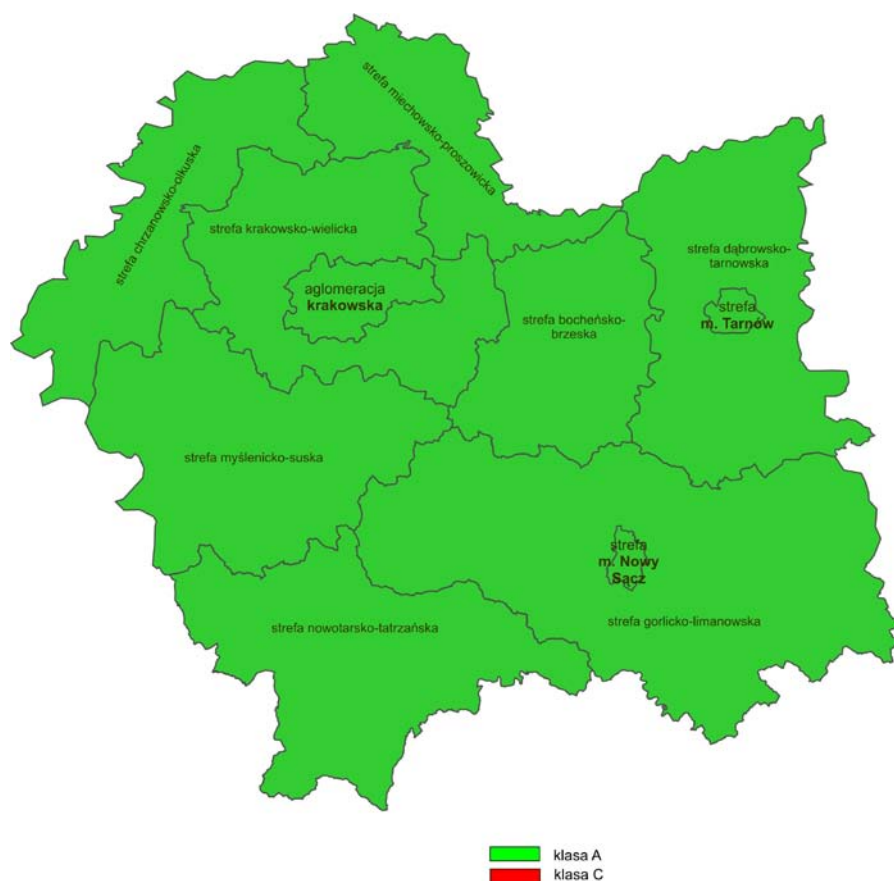 strefa miechowsko-proszowicka
strefa chrzanowsko-olkuska
strefa krakowsko-wielicka
strefa dąbrowsko-
tarnowska
aglomeracja
krakowska
strefa
m. Tarnów
strefa bocheńsko-
brzeska
strefa myślenicko-suska
strefa
m. Nowy
Sącz
strefa nowotarsko-tatrzańska
strefa gorlicko-limanowska
klasa A
klasa C